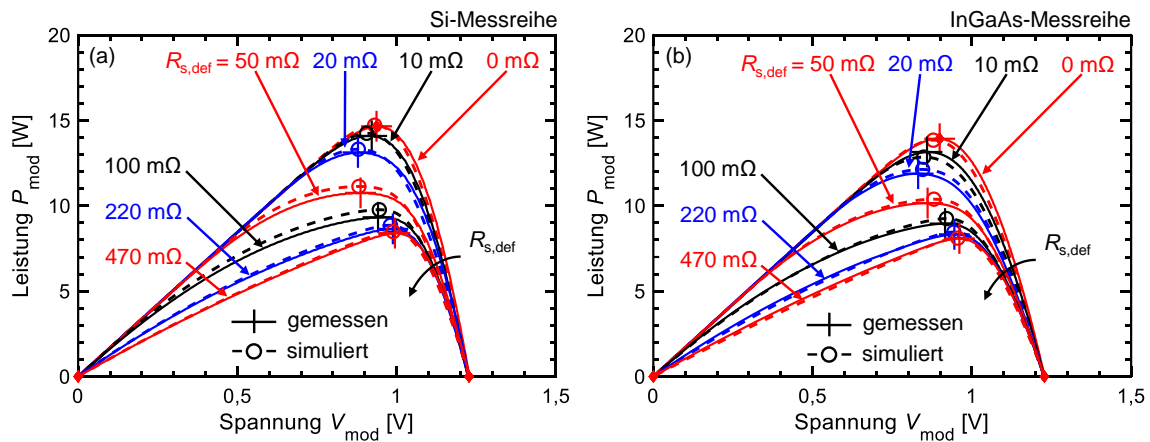 Si-Messreihe
(a)
R_s,def = 50 mΩ
20 mΩ
10 mΩ
0 mΩ
100 mΩ
220 mΩ
470 mΩ
R_s,def
gemessen
simuliert
20
15
10
5
0
0
0,5
1
1,5
Leistung P_mod [W]
Spannung V_mod [V]
InGaAs-Messreihe
(b)
R_s,def = 50 mΩ
20 mΩ
10 mΩ
0 mΩ
100 mΩ
220 mΩ
470 mΩ
R_s,def
gemessen
simuliert
20
15
10
5
0
0
0,5
1
1,5
Leistung P_mod [W]
Spannung V_mod [V]